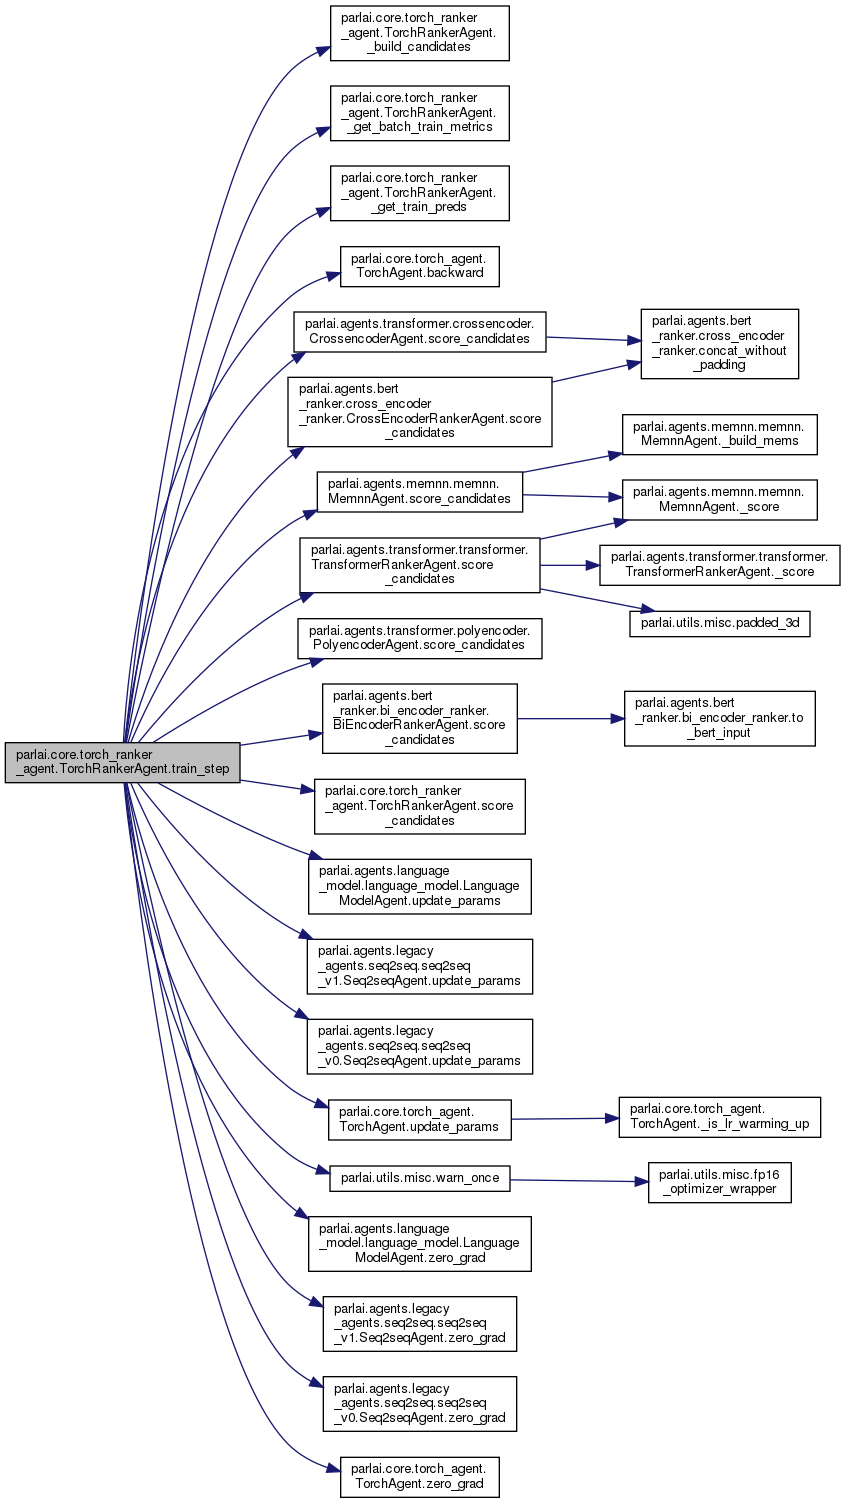 parlai.core.torch_ranker
_agent.TorchRankerAgent.
_build_candidates
parlai.core.torch_ranker
_agent.TorchRankerAgent.
_get_batch_train_metrics
parlai.core.torch_ranker
_agent.TorchRankerAgent.
_get_train_preds
parlai.core.torch_agent.
TorchAgent.backward
parlai.agents.transformer.crossencoder.
CrossencoderAgent.score_candidates
parlai.agents.bert
_ranker.cross_encoder
_ranker.concat_without
_padding
parlai.agents.bert
_ranker.cross_encoder
_ranker.CrossEncoderRankerAgent.score
_candidates
parlai.agents.memnn.memnn.
MemnnAgent._build_mems
parlai.agents.memnn.memnn.
MemnnAgent.score_candidates
parlai.agents.memnn.memnn.
MemnnAgent._score
parlai.agents.transformer.transformer.
TransformerRankerAgent.score
_candidates
parlai.agents.transformer.transformer.
TransformerRankerAgent._score
parlai.utils.misc.padded_3d
parlai.agents.transformer.polyencoder.
PolyencoderAgent.score_candidates
parlai.agents.bert
_ranker.bi_encoder_ranker.
BiEncoderRankerAgent.score
_candidates
parlai.agents.bert
_ranker.bi_encoder_ranker.to
_bert_input
parlai.core.torch_ranker
_agent.TorchRankerAgent.train_step
parlai.core.torch_ranker
_agent.TorchRankerAgent.score
_candidates
parlai.agents.language
_model.language_model.Language
ModelAgent.update_params
parlai.agents.legacy
_agents.seq2seq.seq2seq
_v1.Seq2seqAgent.update_params
parlai.agents.legacy
_agents.seq2seq.seq2seq
_v0.Seq2seqAgent.update_params
parlai.core.torch_agent.
TorchAgent.update_params
parlai.core.torch_agent.
TorchAgent._is_lr_warming_up
parlai.utils.misc.warn_once
parlai.utils.misc.fp16
_optimizer_wrapper
parlai.agents.language
_model.language_model.Language
ModelAgent.zero_grad
parlai.agents.legacy
_agents.seq2seq.seq2seq
_v1.Seq2seqAgent.zero_grad
parlai.agents.legacy
_agents.seq2seq.seq2seq
_v0.Seq2seqAgent.zero_grad
parlai.core.torch_agent.
TorchAgent.zero_grad